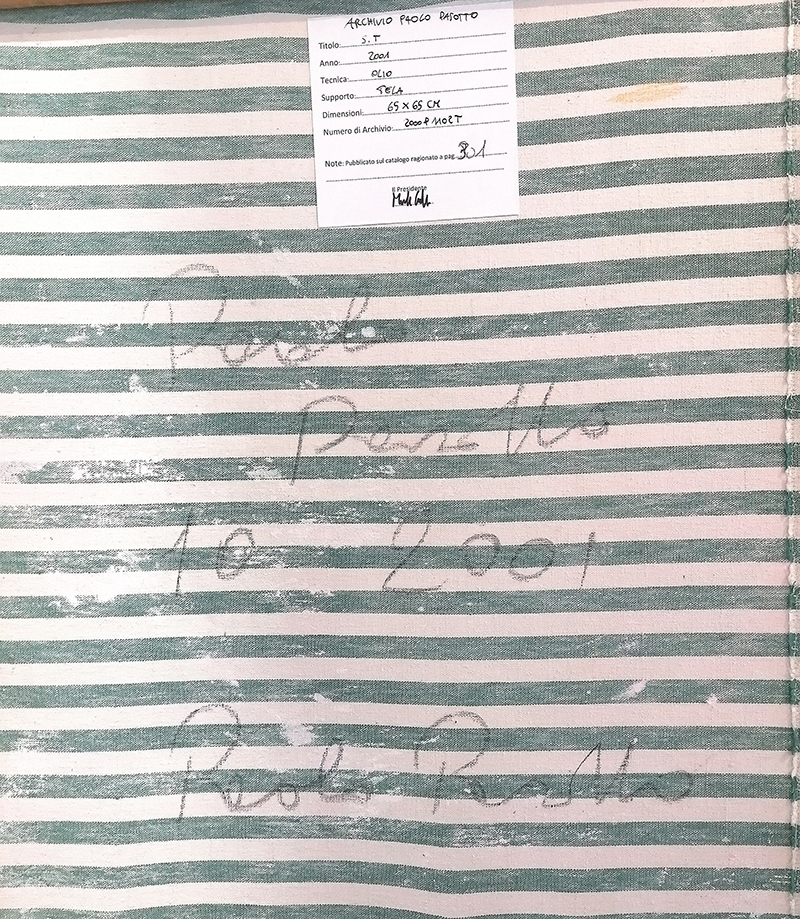 ARCHIVIO PAOLO PASOTTO
Titolo: S.T
Anno: 2001
Tecnica: OLIO
Supporto: TELA
Dimensioni: 65 X 65 CM
Numero di Archivio: 2000P1102T
Note: Pubblicato sul catalogo ragionato a pag. 301
Il Presidente
Paolo
Pasotto
10 2001
Paolo Pasotto